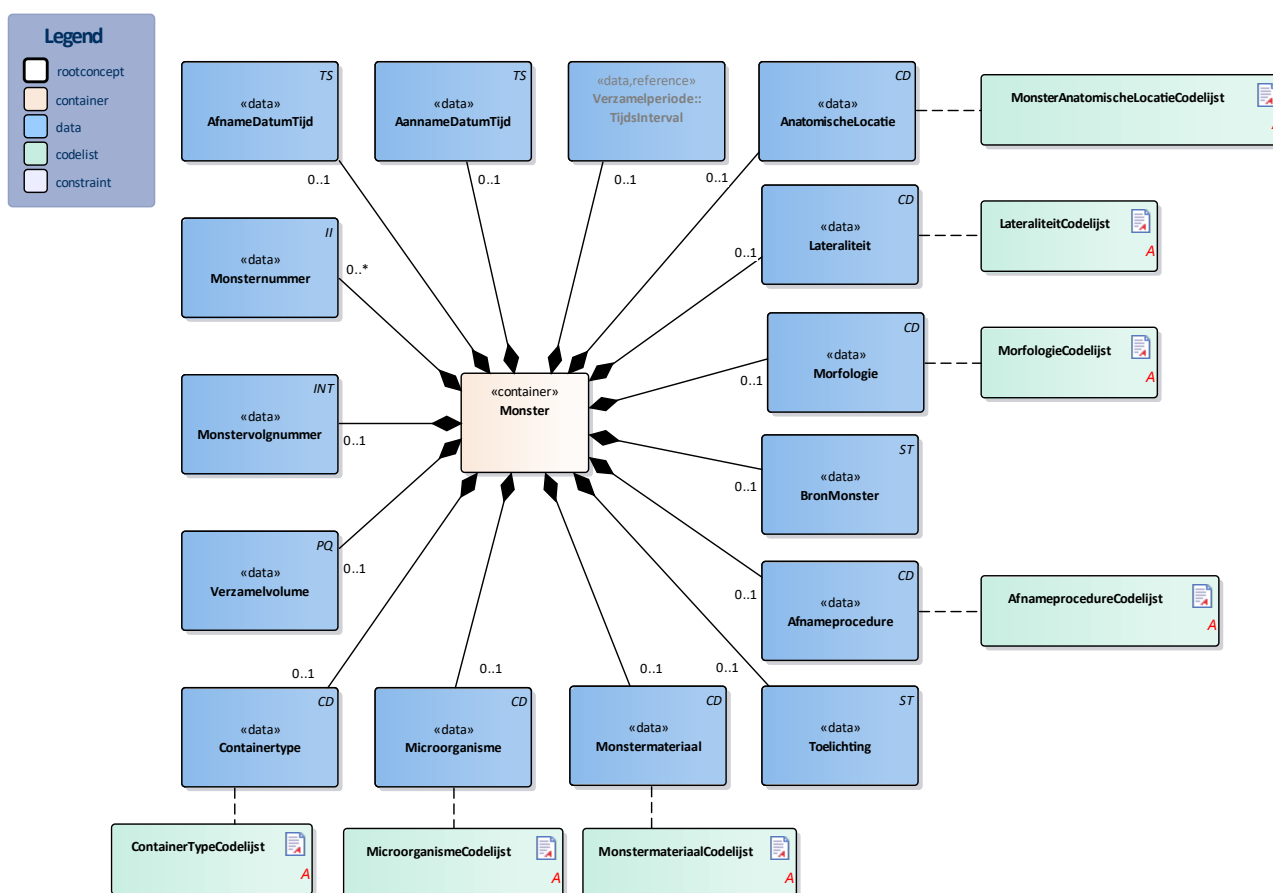 Legend
rootconcept
container
data
codelist
constraint
TS
«data»
AfnameDatumTijd
0..1
TS
«data»
AannameDatumTijd
0..1
«data,reference»
Verzamelperiode::
TijdsInterval
0..1
CD
«data»
AnatomischeLocatie
0..1
MonsterAnatomischeLocatieCodelijst
A
II
«data»
Monsternummer
0..*
CD
«data»
Lateraliteit
0..1
LateraliteitCodelijst
A
CD
«data»
Morfologie
0..1
MorfologieCodelijst
A
«container»
Monster
INT
«data»
Monstervolgnummer
0..1
ST
«data»
BronMonster
0..1
PQ
«data»
Verzamelvolume
0..1
CD
«data»
Afnameprocedure
0..1
AfnameprocedureCodelijst
A
0..1
CD
«data»
Containertype
0..1
CD
«data»
Microorganisme
0..1
CD
«data»
Monstermateriaal
0..1
ST
«data»
Toelichting
ContainerTypeCodelijst
A
MicroorganismeCodelijst
A
MonstermateriaalCodelijst
A